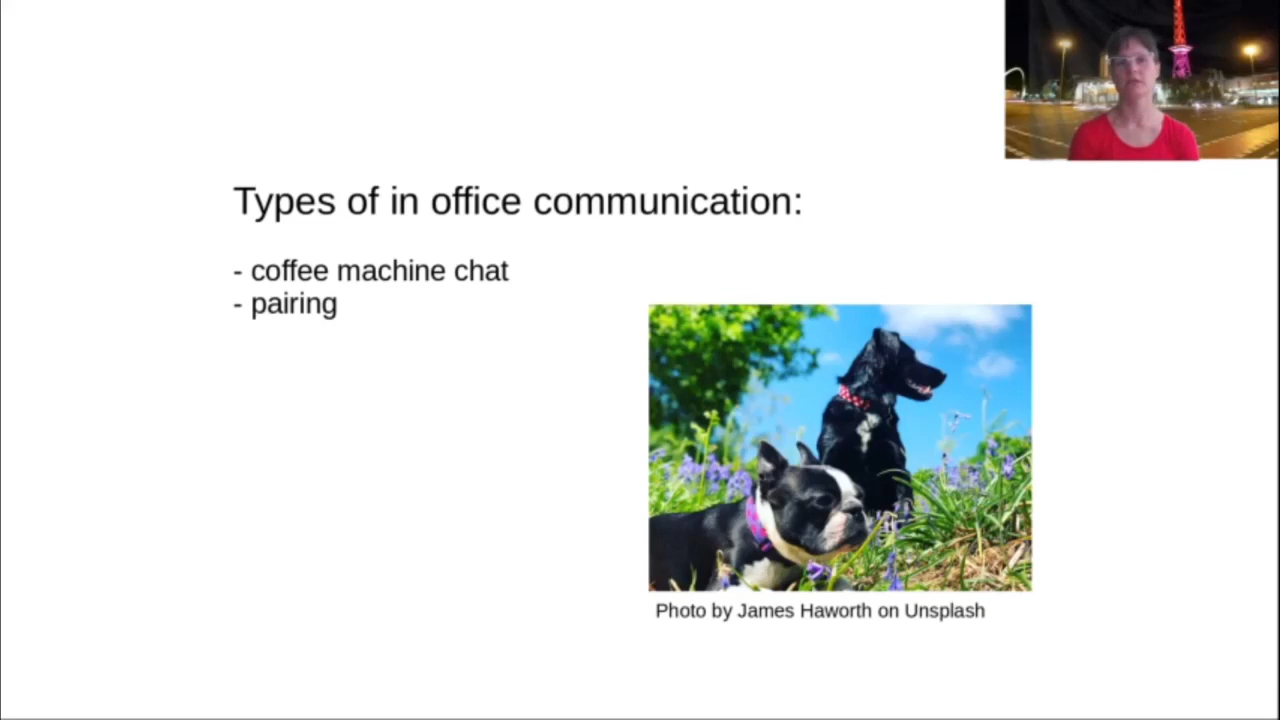 Types of in office communication:
- coffee machine chat
- pairing
Photo by James Haworth on Unsplash